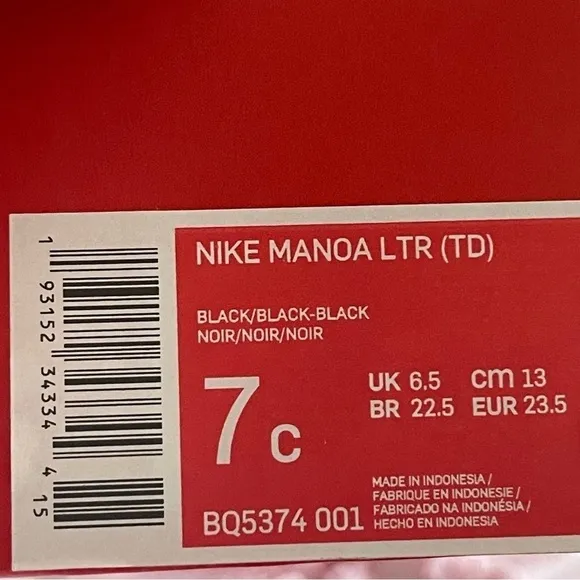 1 93152 34334 4 15
NIKE MANOA LTR (TD)
BLACK/BLACK-BLACK
NOIR/NOIR/NOIR
7 C
UK 6.5 cm 13
BR 22.5 EUR 23.5
BQ5374 001
MADE IN INDONESIA /
FABRIQUE EN INDONESIE /
FABRICADO NA INDONÉSIA /
HECHO EN INDONESIA